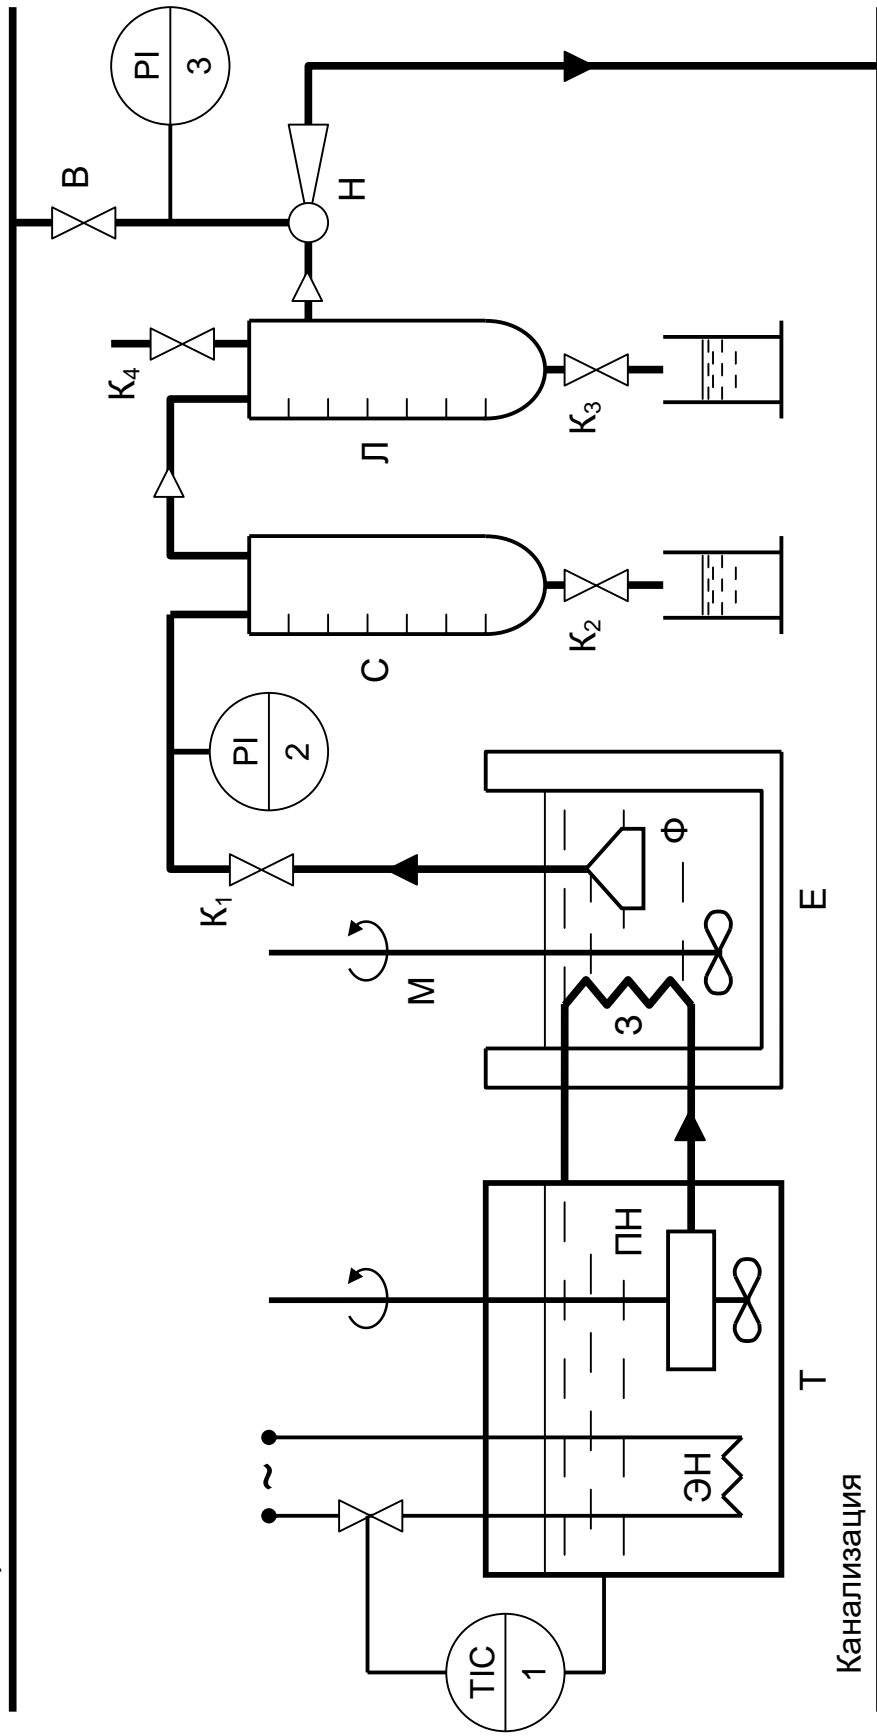 PI
3
В
Н
К4
Л
К3
С
К2
PI
2
К1
Ф
М
З
Е
ПН
Т
~
ЭН
TIC
1
Канализация